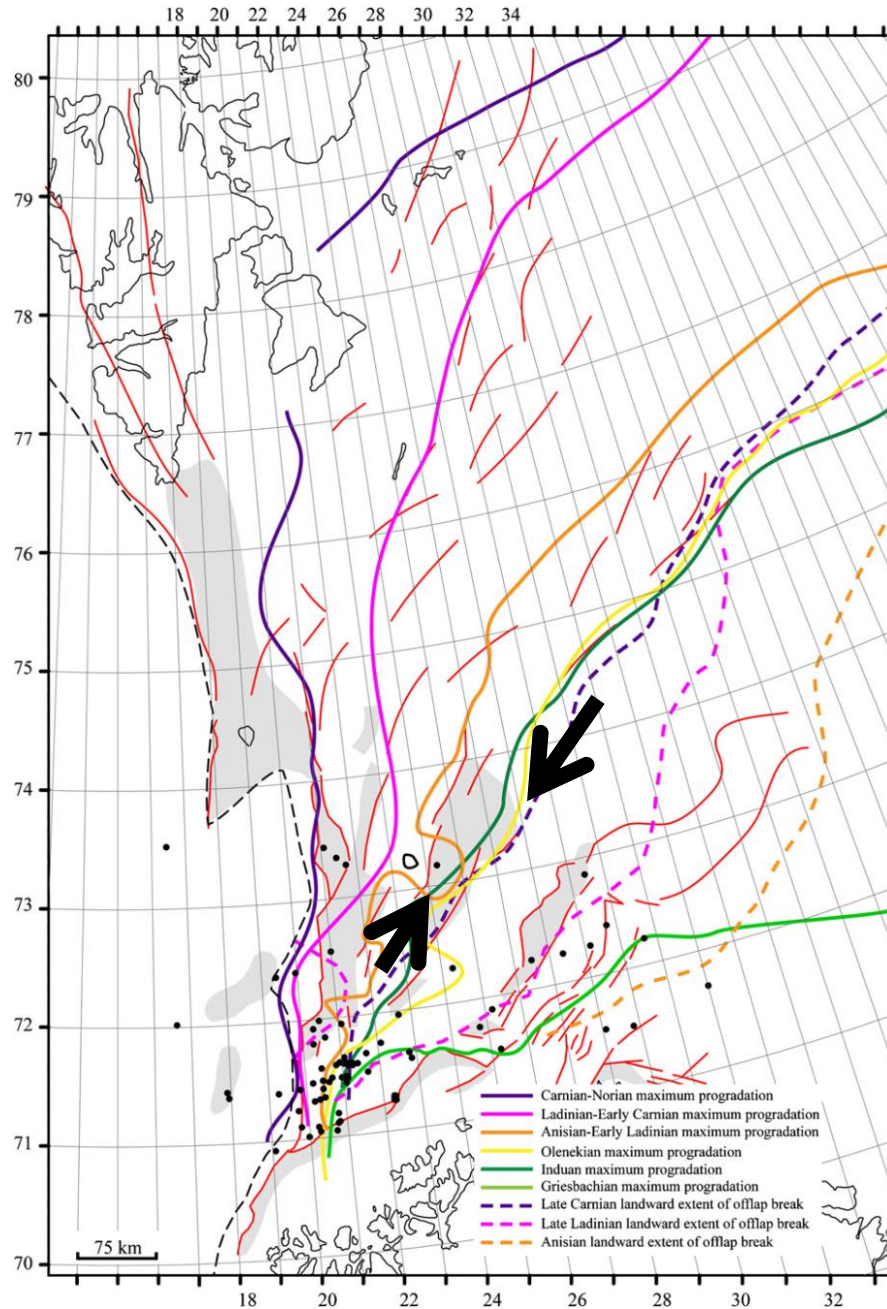 18 20 22 24 26 28 30 32 34
80
79
78
77
76
75
74
73
72
71
70
Carnian-Norian maximum progradation
Ladinian-Early Carnian maximum progradation
Anisian-Early Ladinian maximum progradation
Olenekian maximum progradation
Induan maximum progradation
Griesbachian maximum progradation
Late Carnian landward extent of offlap break
Late Ladinian landward extent of offlap break
Anisian landward extent of offlap break
75 km
18 20 22 24 26 28 30 32